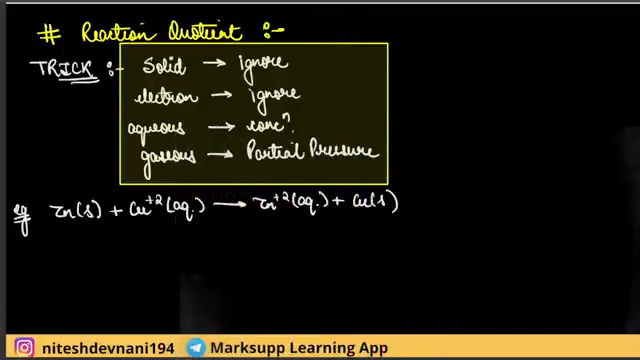 # Reaction Quotient :-
TRICK :- Solid → ignore
electron → ignore
aqueous → concⁿ.
gaseous → Partial Pressure
eg Zn(s) + Cu⁺²(aq.) → Zn⁺²(aq.) + Cu(s)
niteshdevnani194 Marksupp Learning App